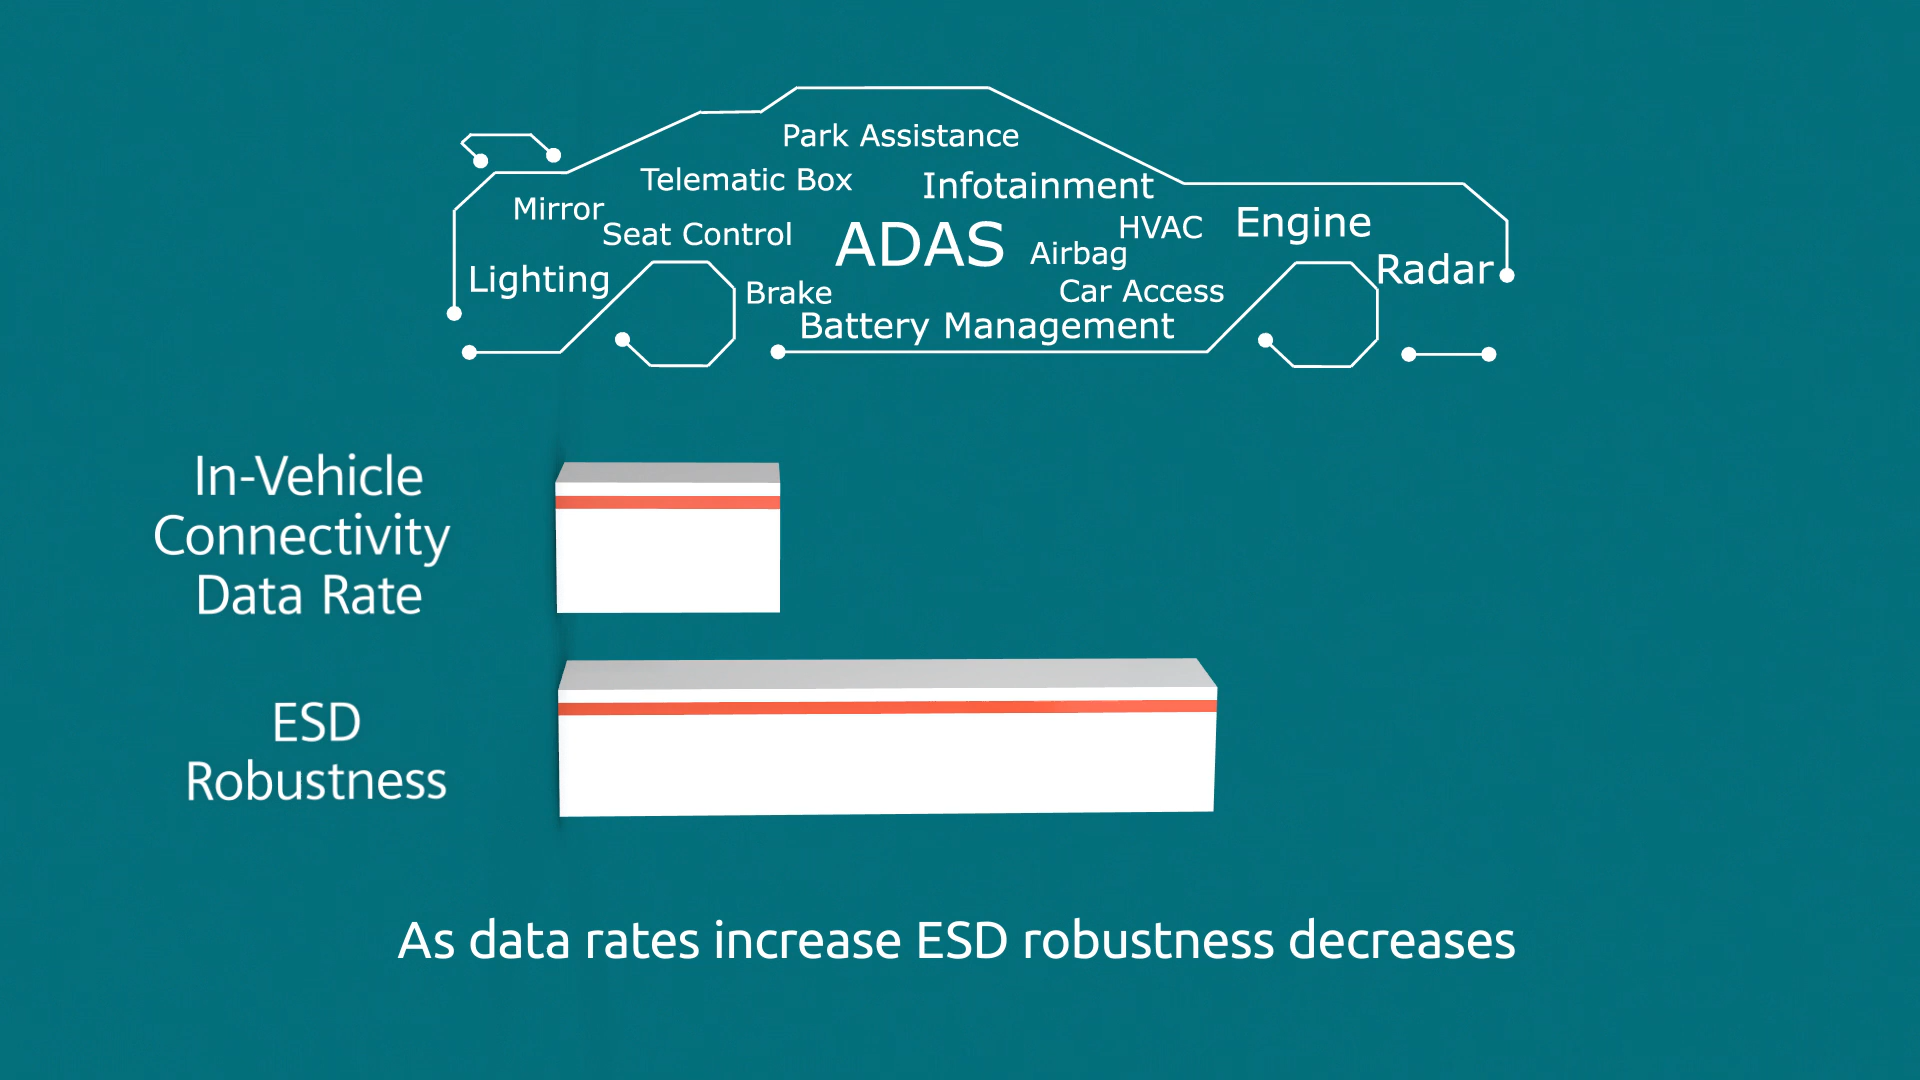 Park Assistance
Telematic Box
Infotainment
Mirror
Seat Control
ADAS
HVAC
Engine
Airbag
Lighting
Radar
Brake
Car Access
Battery Management
In-Vehicle
Connectivity
Data Rate
ESD
Robustness
As data rates increase ESD robustness decreases